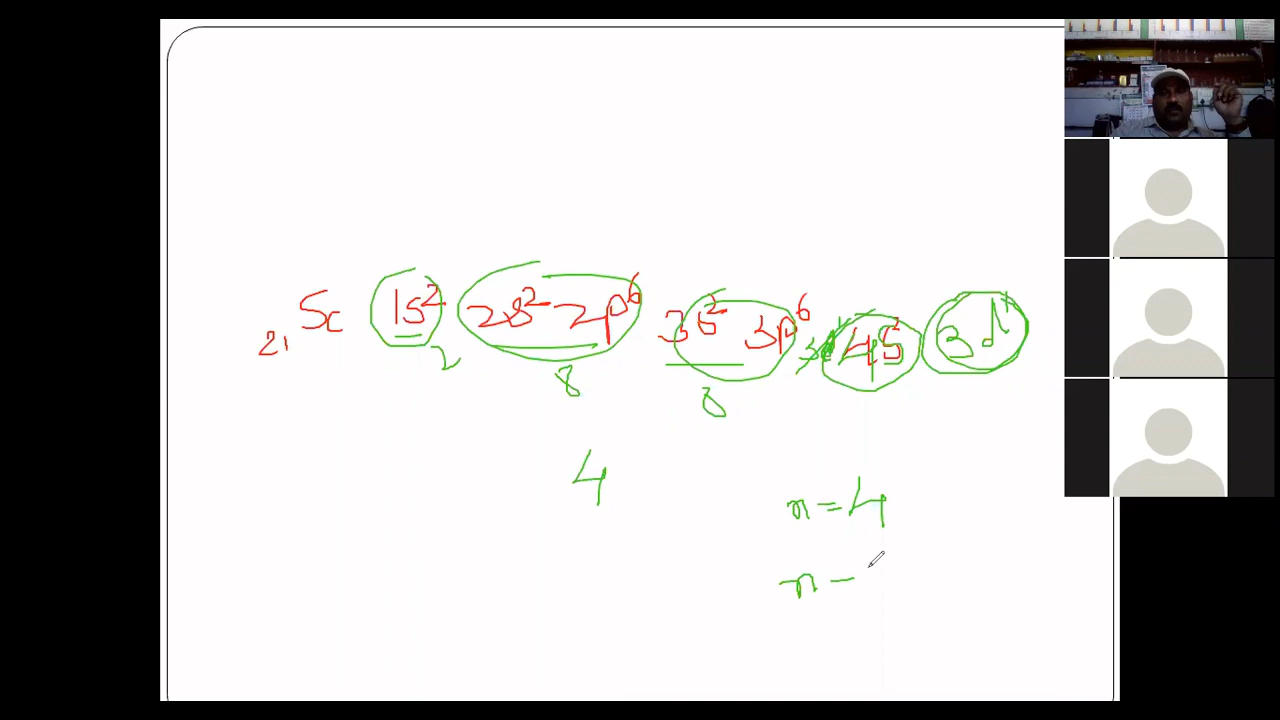 21 Sc 1s² 2s² 2p⁶ 3s² 3p⁶ 4s² 3d¹
2 8 8
4
n = 4
n –